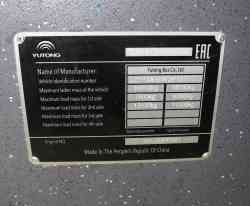 YUTONG
EAC
Name of Manufacturer Yutong Bus Co., Ltd
Vehicle identification number
Maximum laden mass of the vehicle
Maximum load mass for 1st axle
Maximum load mass for 2nd axle
Maximum load mass for 3rd axle
Maximum load mass for 4th axle
Engine NO.
Made In The People's Republic Of China